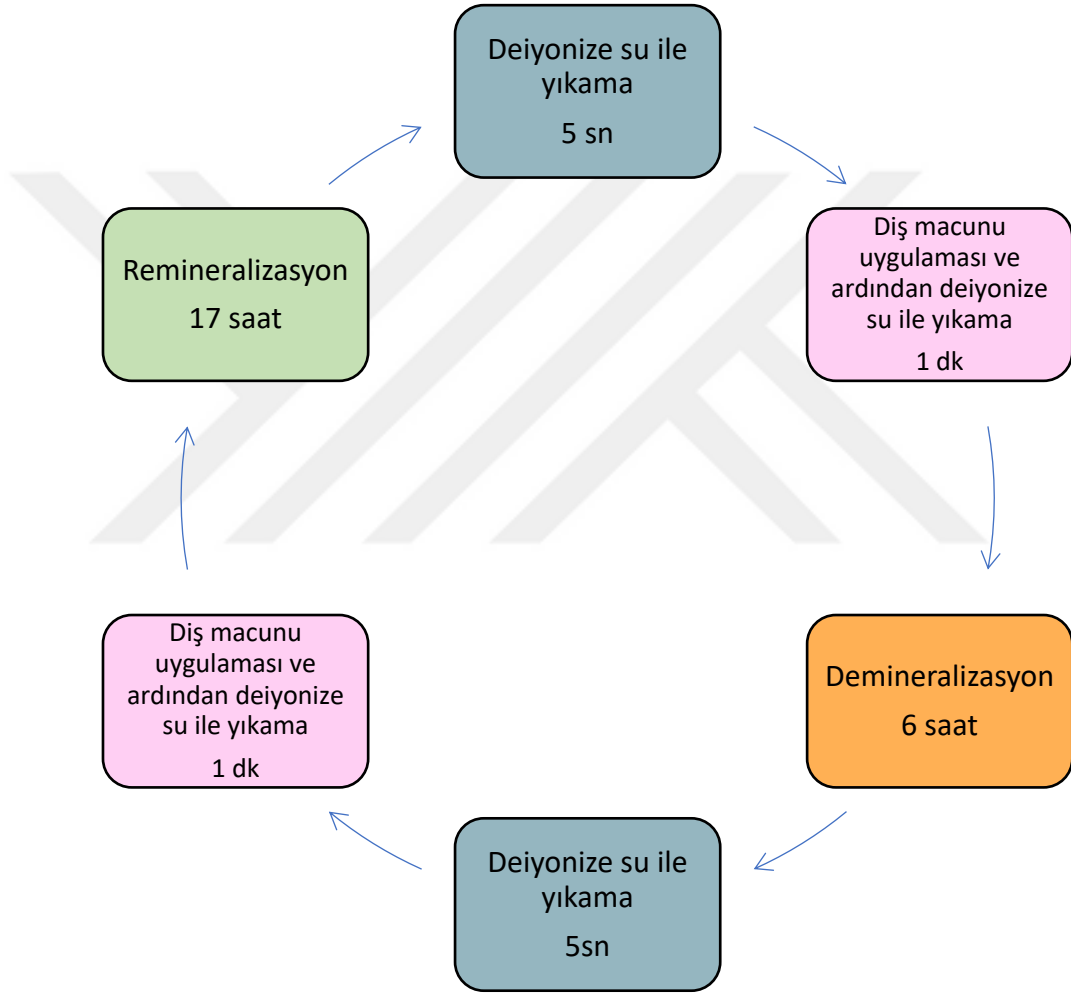 Deiyonize su ile
yıkama
5 sn
Diş macunu
uygulaması ve
ardından deiyonize
su ile yıkama
1 dk
Demineralizasyon
6 saat
Deiyonize su ile
yıkama
5sn
Diş macunu
uygulaması ve
ardından deiyonize
su ile yıkama
1 dk
Remineralizasyon
17 saat